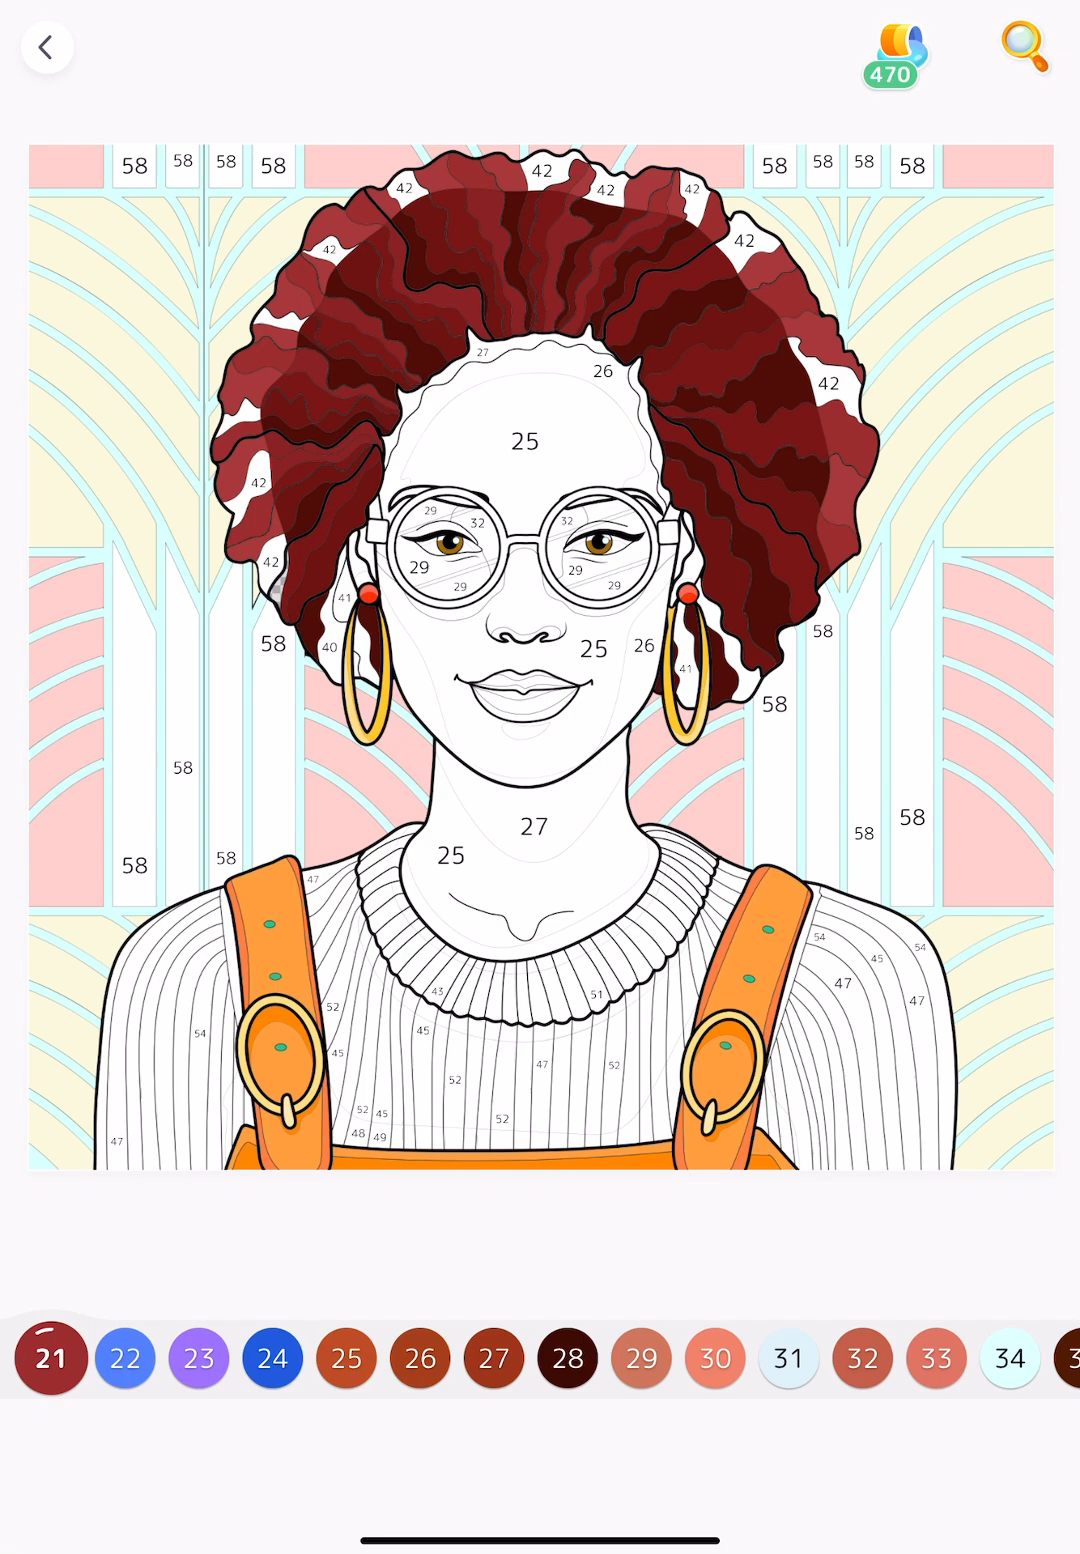 470
58 58 58 58 42 42 42 42 58 58 58 58
42 42
27 26 42
25
42
29 32 32
42 29 29
29 29
41
58 40 25 26 41 58
58
58
27 58 58
58 25 58
47
54 54
45
43 51 47 47
52
54 45 45 47 52
52
52 45 52
47 48 49
21 22 23 24 25 26 27 28 29 30 31 32 33 34